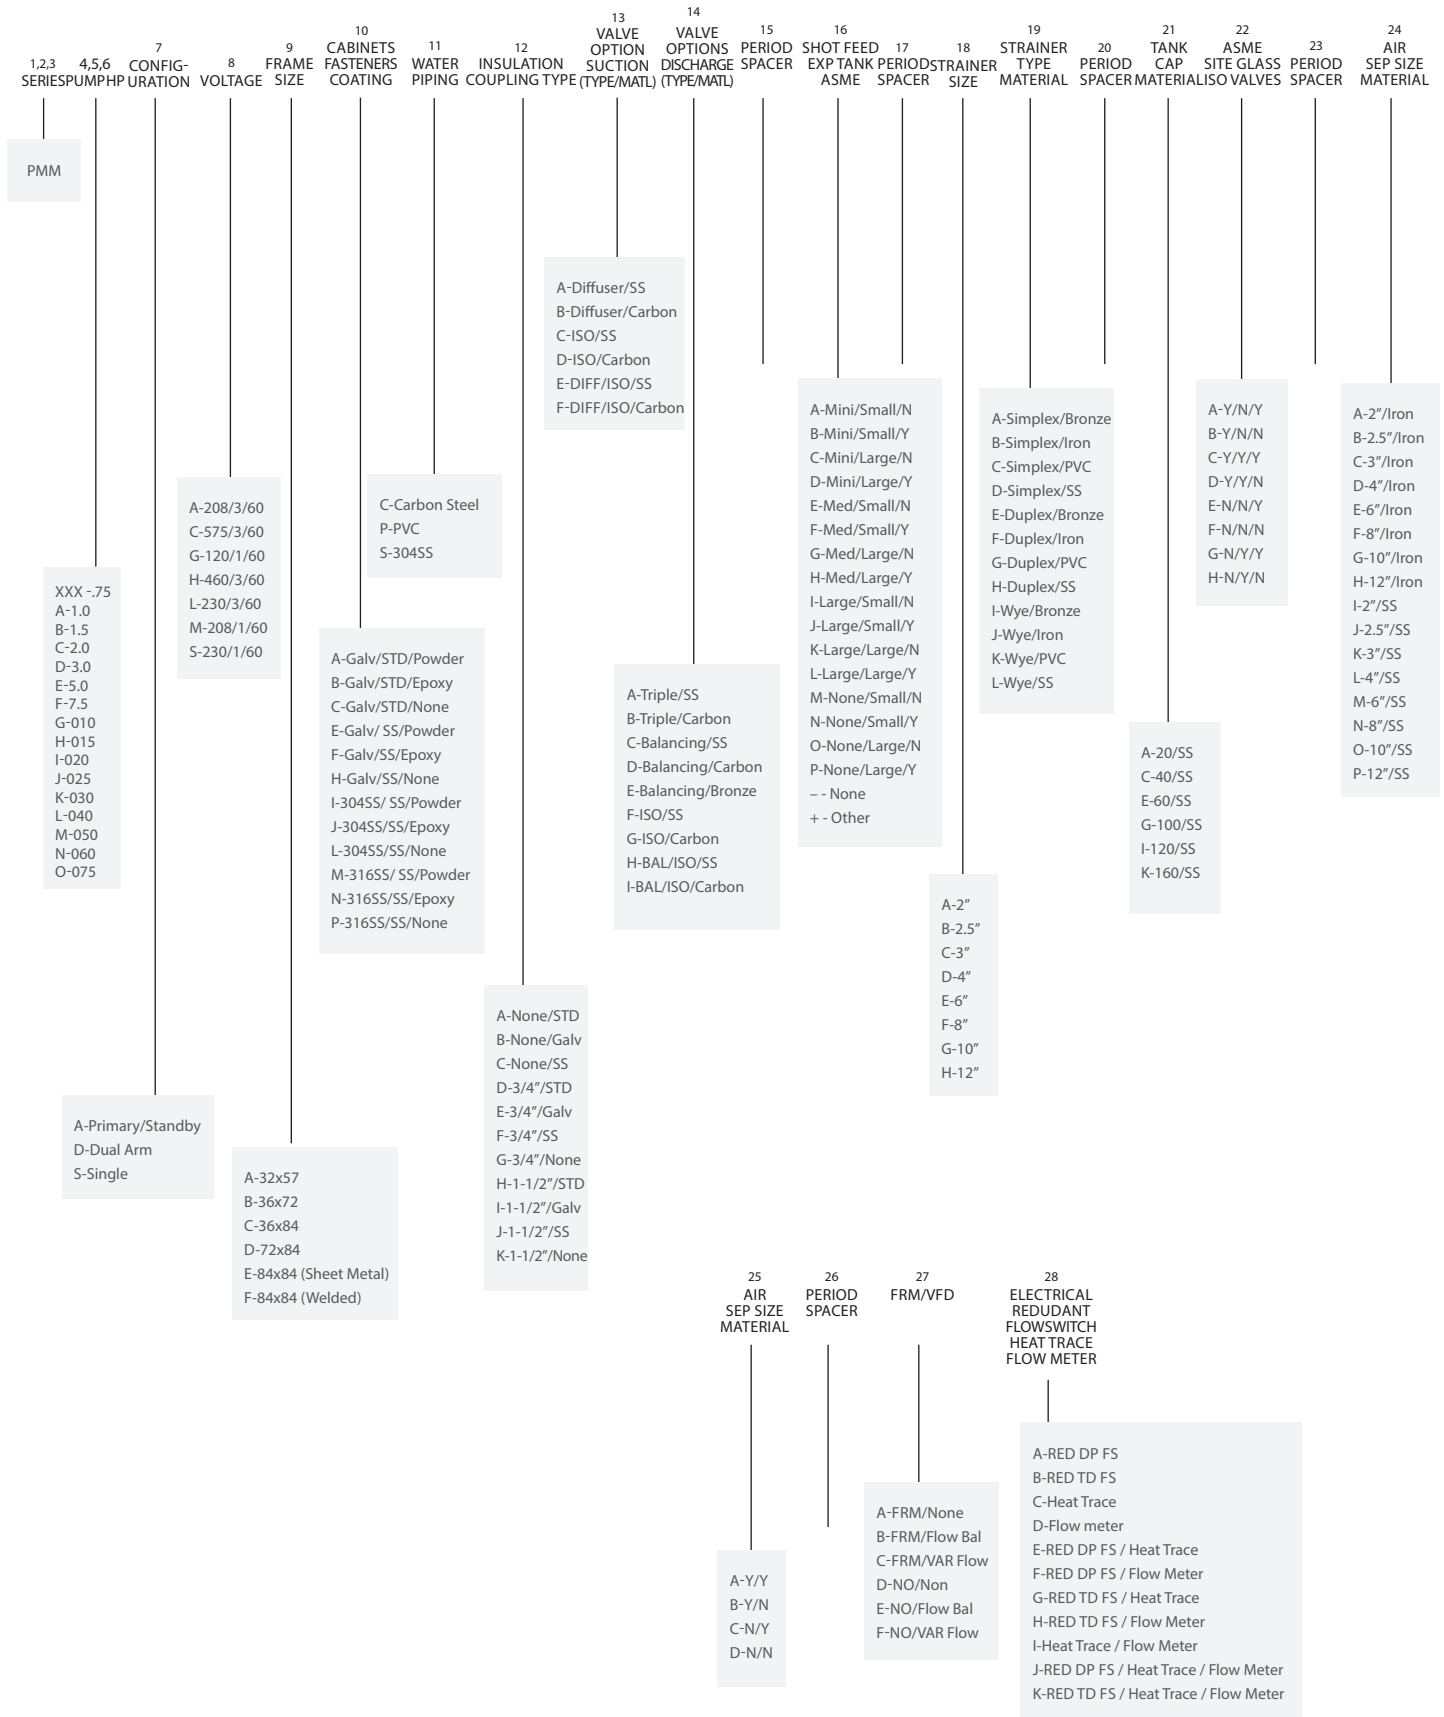 1,2,3
SERIES
4,5,6
PUMPHP
7
CONFIG-
URATION
8
VOLTAGE
9
FRAME
SIZE
10
CABINETS
FASTENERS
COATING
11
WATER
PIPING
12
INSULATION
COUPLING TYPE
13
VALVE
OPTION
SUCTION
(TYPE/MATL)
14
VALVE
OPTIONS
DISCHARGE
(TYPE/MATL)
15
PERIOD
SPACER
16
SHOT FEED
EXP TANK
ASME
17
PERIOD
SPACER
18
STRAINER
SIZE
19
STRAINER
TYPE
MATERIAL
20
PERIOD
SPACER
21
TANK
CAP
MATERIAL
22
ASME
SITE GLASS
ISO VALVES
23
PERIOD
SPACER
24
AIR
SEP SIZE
MATERIAL
PMM
XXX -.75
A-1.0
B-1.5
C-2.0
D-3.0
E-5.0
F-7.5
G-010
H-015
I-020
J-025
K-030
L-040
M-050
N-060
O-075
A-Primary/Standby
D-Dual Arm
S-Single
A-208/3/60
C-575/3/60
G-120/1/60
H-460/3/60
L-230/3/60
M-208/1/60
S-230/1/60
A-32x57
B-36x72
C-36x84
D-72x84
E-84x84 (Sheet Metal)
F-84x84 (Welded)
A-Galv/STD/Powder
B-Galv/STD/Epoxy
C-Galv/STD/None
E-Galv/ SS/Powder
F-Galv/SS/Epoxy
H-Galv/SS/None
I-304SS/ SS/Powder
J-304SS/SS/Epoxy
L-304SS/SS/None
M-316SS/ SS/Powder
N-316SS/SS/Epoxy
P-316SS/SS/None
C-Carbon Steel
P-PVC
S-304SS
A-None/STD
B-None/Galv
C-None/SS
D-3/4”/STD
E-3/4”/Galv
F-3/4”/SS
G-3/4”/None
H-1-1/2”/STD
I-1-1/2”/Galv
J-1-1/2”/SS
K-1-1/2”/None
A-Diffuser/SS
B-Diffuser/Carbon
C-ISO/SS
D-ISO/Carbon
E-DIFF/ISO/SS
F-DIFF/ISO/Carbon
A-Triple/SS
B-Triple/Carbon
C-Balancing/SS
D-Balancing/Carbon
E-Balancing/Bronze
F-ISO/SS
G-ISO/Carbon
H-BAL/ISO/SS
I-BAL/ISO/Carbon
A-Mini/Small/N
B-Mini/Small/Y
C-Mini/Large/N
D-Mini/Large/Y
E-Med/Small/N
F-Med/Small/Y
G-Med/Large/N
H-Med/Large/Y
I-Large/Small/N
J-Large/Small/Y
K-Large/Large/N
L-Large/Large/Y
M-None/Small/N
N-None/Small/Y
O-None/Large/N
P-None/Large/Y
– - None
+ - Other
A-2”
B-2.5”
C-3”
D-4”
E-6”
F-8”
G-10”
H-12”
A-Simplex/Bronze
B-Simplex/Iron
C-Simplex/PVC
D-Simplex/SS
E-Duplex/Bronze
F-Duplex/Iron
G-Duplex/PVC
H-Duplex/SS
I-Wye/Bronze
J-Wye/Iron
K-Wye/PVC
L-Wye/SS
A-20/SS
C-40/SS
E-60/SS
G-100/SS
I-120/SS
K-160/SS
A-Y/N/Y
B-Y/N/N
C-Y/Y/Y
D-Y/Y/N
E-N/N/Y
F-N/N/N
G-N/Y/Y
H-N/Y/N
A-2”/Iron
B-2.5”/Iron
C-3”/Iron
D-4”/Iron
E-6”/Iron
F-8”/Iron
G-10”/Iron
H-12”/Iron
I-2”/SS
J-2.5”/SS
K-3”/SS
L-4”/SS
M-6”/SS
N-8”/SS
O-10”/SS
P-12”/SS
25
AIR
SEP SIZE
MATERIAL
26
PERIOD
SPACER
27
FRM/VFD
28
ELECTRICAL
REDUDANT
FLOWSWITCH
HEAT TRACE
FLOW METER
A-Y/Y
B-Y/N
C-N/Y
D-N/N
A-FRM/None
B-FRM/Flow Bal
C-FRM/VAR Flow
D-NO/Non
E-NO/Flow Bal
F-NO/VAR Flow
A-RED DP FS
B-RED TD FS
C-Heat Trace
D-Flow meter
E-RED DP FS / Heat Trace
F-RED DP FS / Flow Meter
G-RED TD FS / Heat Trace
H-RED TD FS / Flow Meter
I-Heat Trace / Flow Meter
J-RED DP FS / Heat Trace / Flow Meter
K-RED TD FS / Heat Trace / Flow Meter